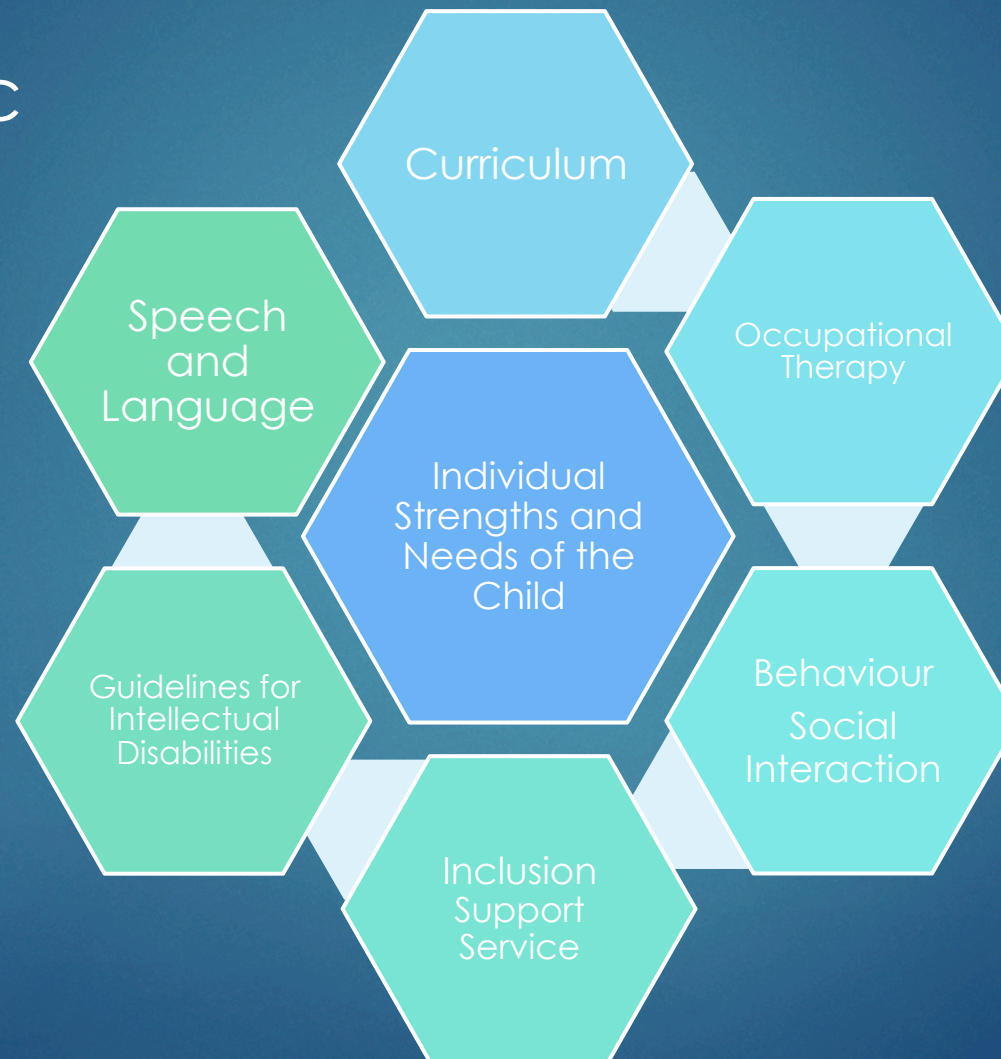 c
Curriculum
Occupational
Therapy
Behaviour
Social
Interaction
Inclusion
Support
Service
Guidelines for
Intellectual
Disabilities
Speech
and
Language
Individual
Strengths and
Needs of the
Child